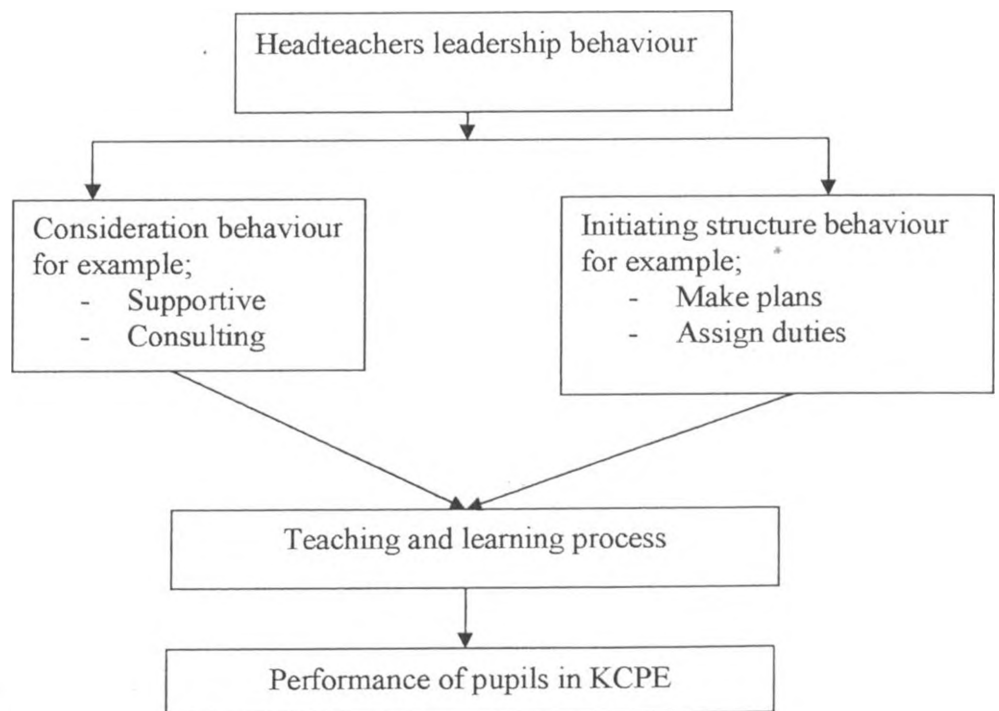 Headteachers leadership behaviour
Consideration behaviour
for example;
- Supportive
- Consulting
Initiating structure behaviour
for example;
- Make plans
- Assign duties
Teaching and learning process
Performance of pupils in KCPE